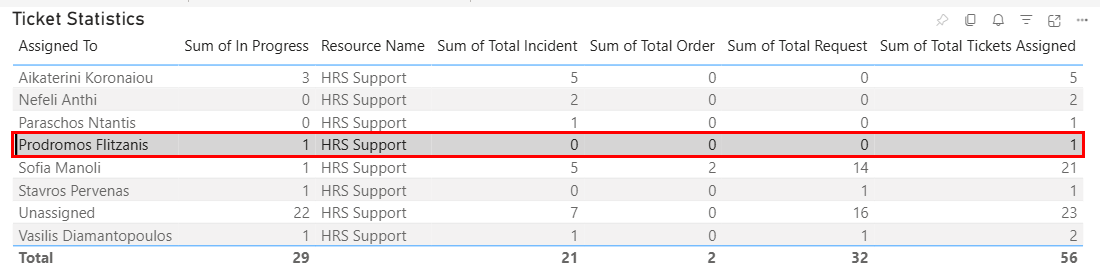 Ticket Statistics
Assigned To Sum of In Progress Resource Name Sum of Total Incident Sum of Total Order Sum of Total Request Sum of Total Tickets Assigned
Aikaterini Koronaiou 3 HRS Support 5 0 0 5
Nefeli Anthi 0 HRS Support 2 0 0 2
Paraschos Ntantis 0 HRS Support 1 0 0 1
Prodromos Flitzanis 1 HRS Support 0 0 0 1
Sofia Manoli 1 HRS Support 5 2 14 21
Stavros Pervenas 1 HRS Support 0 0 1 1
Unassigned 22 HRS Support 7 0 16 23
Vasilis Diamantopoulos 1 HRS Support 1 0 1 2
Total 29 21 2 32 56